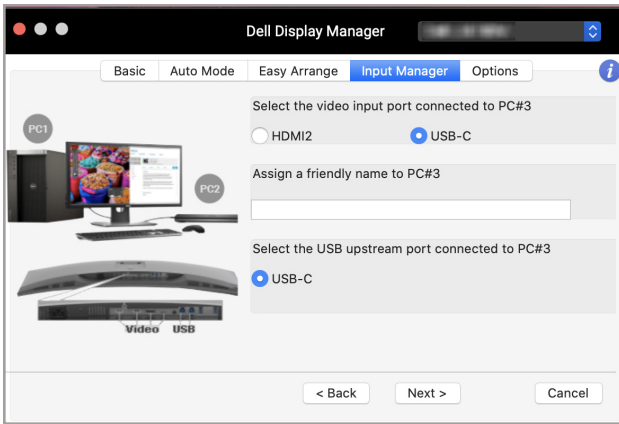 Dell Display Manager
Basic Auto Mode Easy Arrange Input Manager Options i
Select the video input port connected to PC#3
HDMI2 USB-C
Assign a friendly name to PC#3
Select the USB upstream port connected to PC#3
USB-C
PC1
PC2
Video USB
< Back Next > Cancel